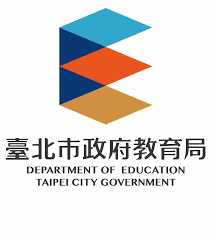 臺北市政府教育局
DEPARTMENT OF EDUCATION
TAIPEI CITY GOVERNMENT